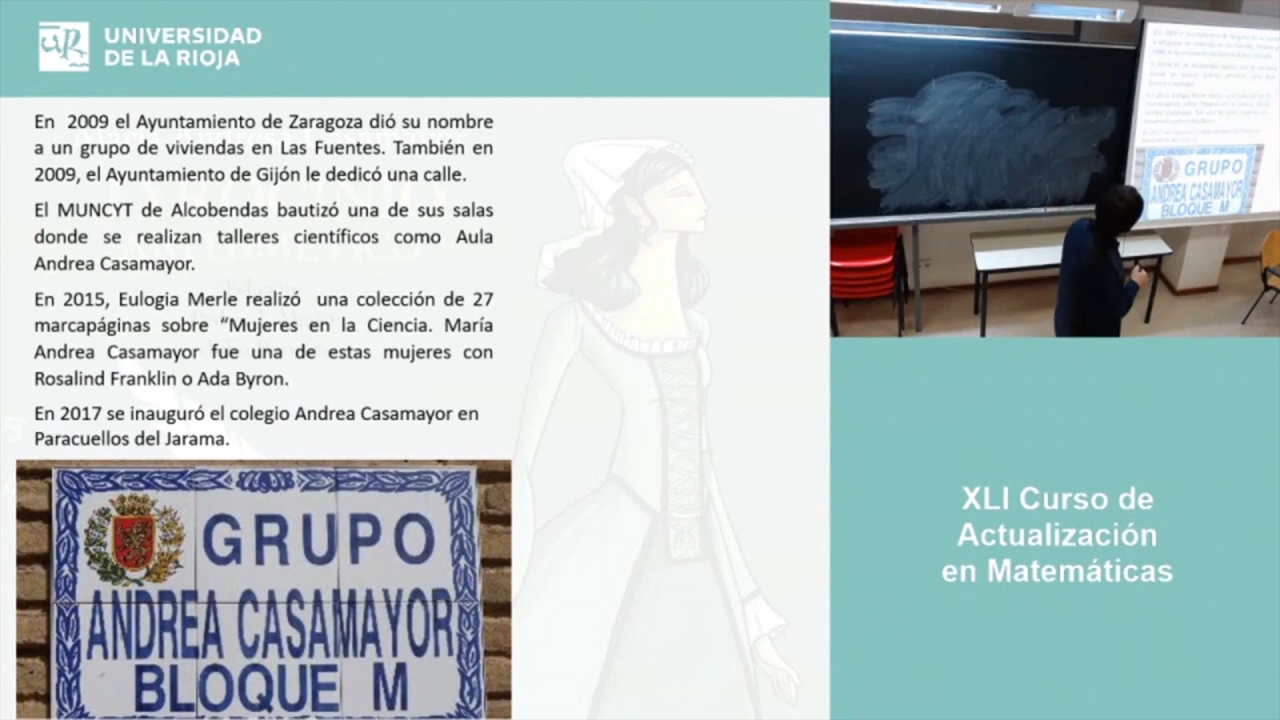 UNIVERSIDAD
DE LA RIOJA
En 2009 el Ayuntamiento de Zaragoza dió su nombre
a un grupo de viviendas en Las Fuentes. También en
2009, el Ayuntamiento de Gijón le dedicó una calle.
El MUNCYT de Alcobendas bautizó una de sus salas
donde se realizan talleres científicos como Aula
Andrea Casamayor.
En 2015, Eulogia Merle realizó una colección de 27
marcapáginas sobre “Mujeres en la Ciencia. María
Andrea Casamayor fue una de estas mujeres con
Rosalind Franklin o Ada Byron.
En 2017 se inauguró el colegio Andrea Casamayor en
Paracuellos del Jarama.
GRUPO
ANDREA CASAMAYOR
BLOQUE M
GRUPO
ANDREA CASAMAYOR
BLOQUE M
XLI Curso de
Actualización
en Matemáticas